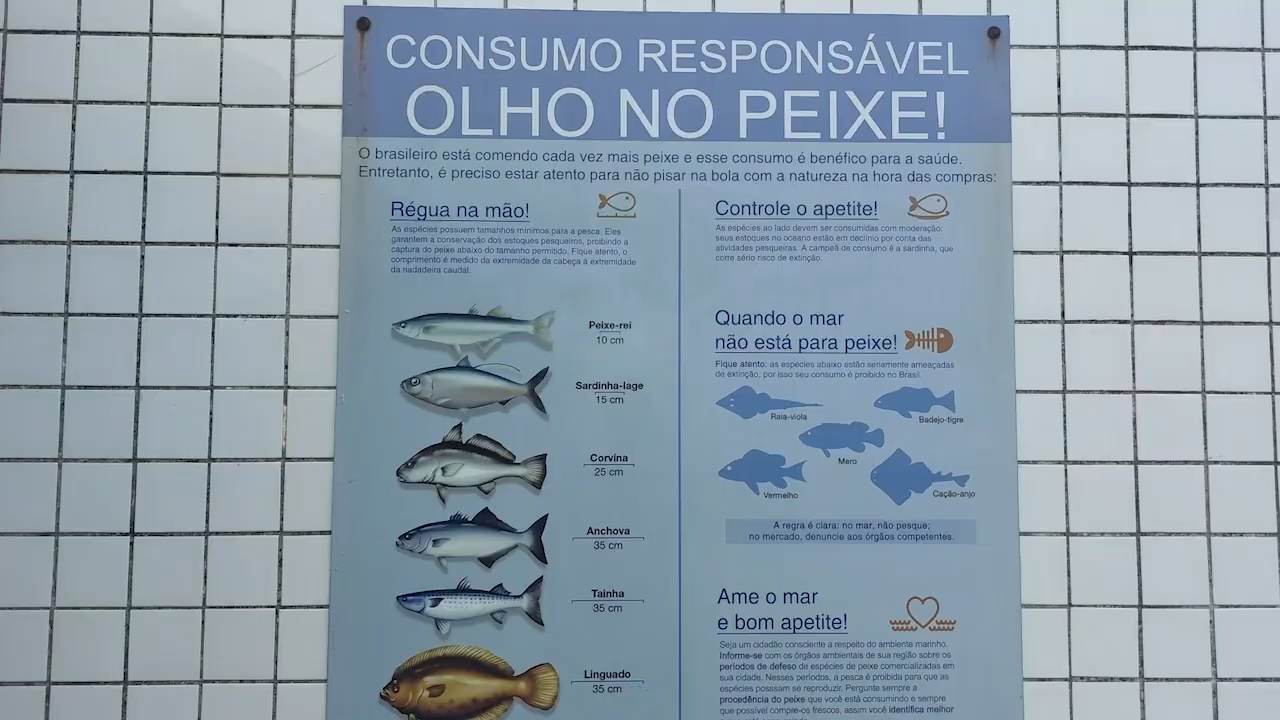 CONSUMO RESPONSÁVEL
OLHO NO PEIXE!
O brasileiro está comendo cada vez mais peixe e esse consumo é benéfico para a saúde.
Entretanto, é preciso estar atento para não pisar na bola com a natureza na hora das compras:
Régua na mão!
As espécies possuem tamanhos mínimos para a pesca. Eles
garantem a conservação dos estoques pesqueiros, proibindo a
captura do peixe abaixo do tamanho permitido. Fique atento, o
comprimento é medido da extremidade da cabeça à extremidade
da nadadeira caudal.
Peixe-rei
10 cm
Sardinha-lage
15 cm
Corvina
25 cm
Anchova
35 cm
Tainha
35 cm
Linguado
35 cm
Controle o apetite!
As espécies ao lado devem ser consumidas com moderação:
seus estoques no oceano estão em declínio por conta das
atividades pesqueiras. A campeã de consumo é a sardinha, que
corre sério risco de extinção.
Quando o mar
não está para peixe!
Fique atento: as espécies abaixo estão seriamente ameaçadas
de extinção, por isso seu consumo é proibido no Brasil.
Raia-viola
Badejo-tigre
Mero
Vermelho
Cação-anjo
A regra é clara: no mar, não pesque;
no mercado, denuncie aos órgãos competentes.
Ame o mar
e bom apetite!
Seja um cidadão consciente a respeito do ambiente marinho.
Informe-se com os órgãos ambientais de sua região sobre os
períodos de defeso de espécies de peixe comercializadas em
sua cidade. Nesses períodos, a pesca é proibida para que as
espécies possam se reproduzir. Pergunte sempre a
procedência do peixe que você está consumindo e sempre
que possível compre-os frescos, assim você identifica melhor